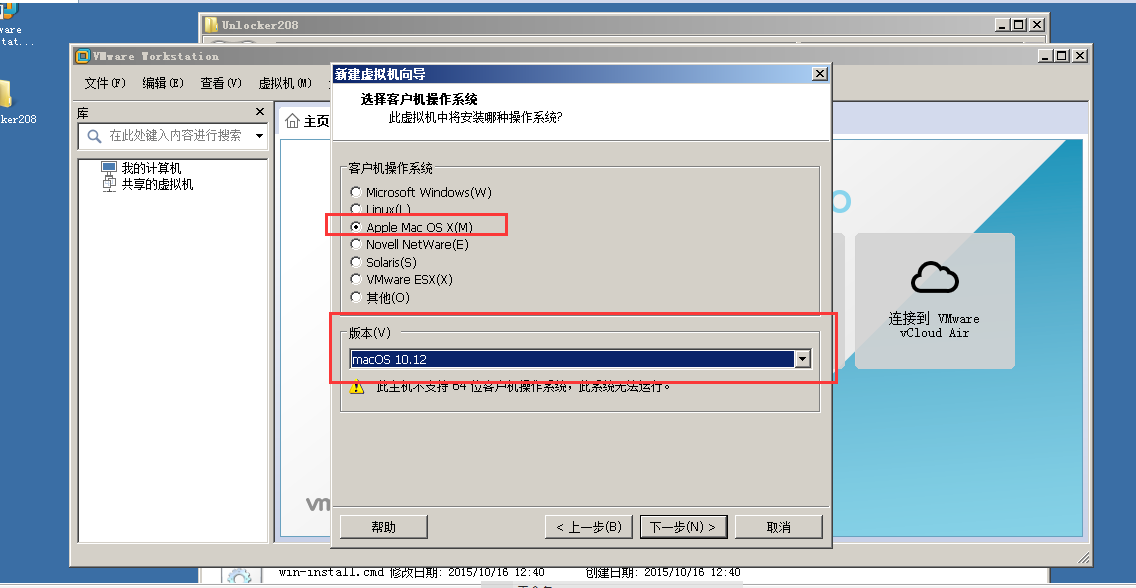 ware
tat...
ker208
Unlocker208
VMware Workstation
文件(F) 编辑(E) 查看(V) 虚拟机(M)
库
在此处键入内容进行搜索
我的计算机
共享的虚拟机
主页
新建虚拟机向导
选择客户机操作系统
此虚拟机中将安装哪种操作系统?
客户机操作系统
Microsoft Windows(W)
Linux(L)
Apple Mac OS X(M)
Novell NetWare(E)
Solaris(S)
VMware ESX(X)
其他(O)
版本(V)
macOS 10.12
此主机不支持 64 位客户机操作系统，此系统无法运行。
帮助
< 上一步(B)
下一步(N) >
取消
O
连接到 VMware
vCloud Air
vm
win-install.cmd 修改日期: 2015/10/16 12:40 创建日期: 2015/10/16 12:40